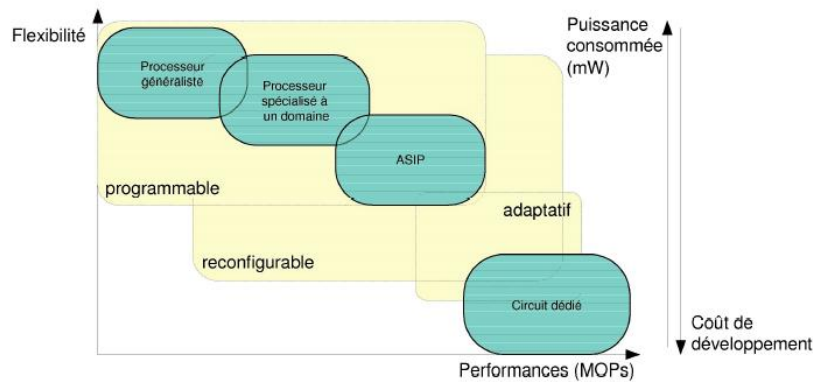 Flexibilité
Processeur
généraliste
Processeur
spécialisé à
un domaine
ASIP
programmable
adaptatif
reconfigurable
Circuit dédié
Performances (MOPs)
Puissance
consommée
(mW)
Coût de
développement